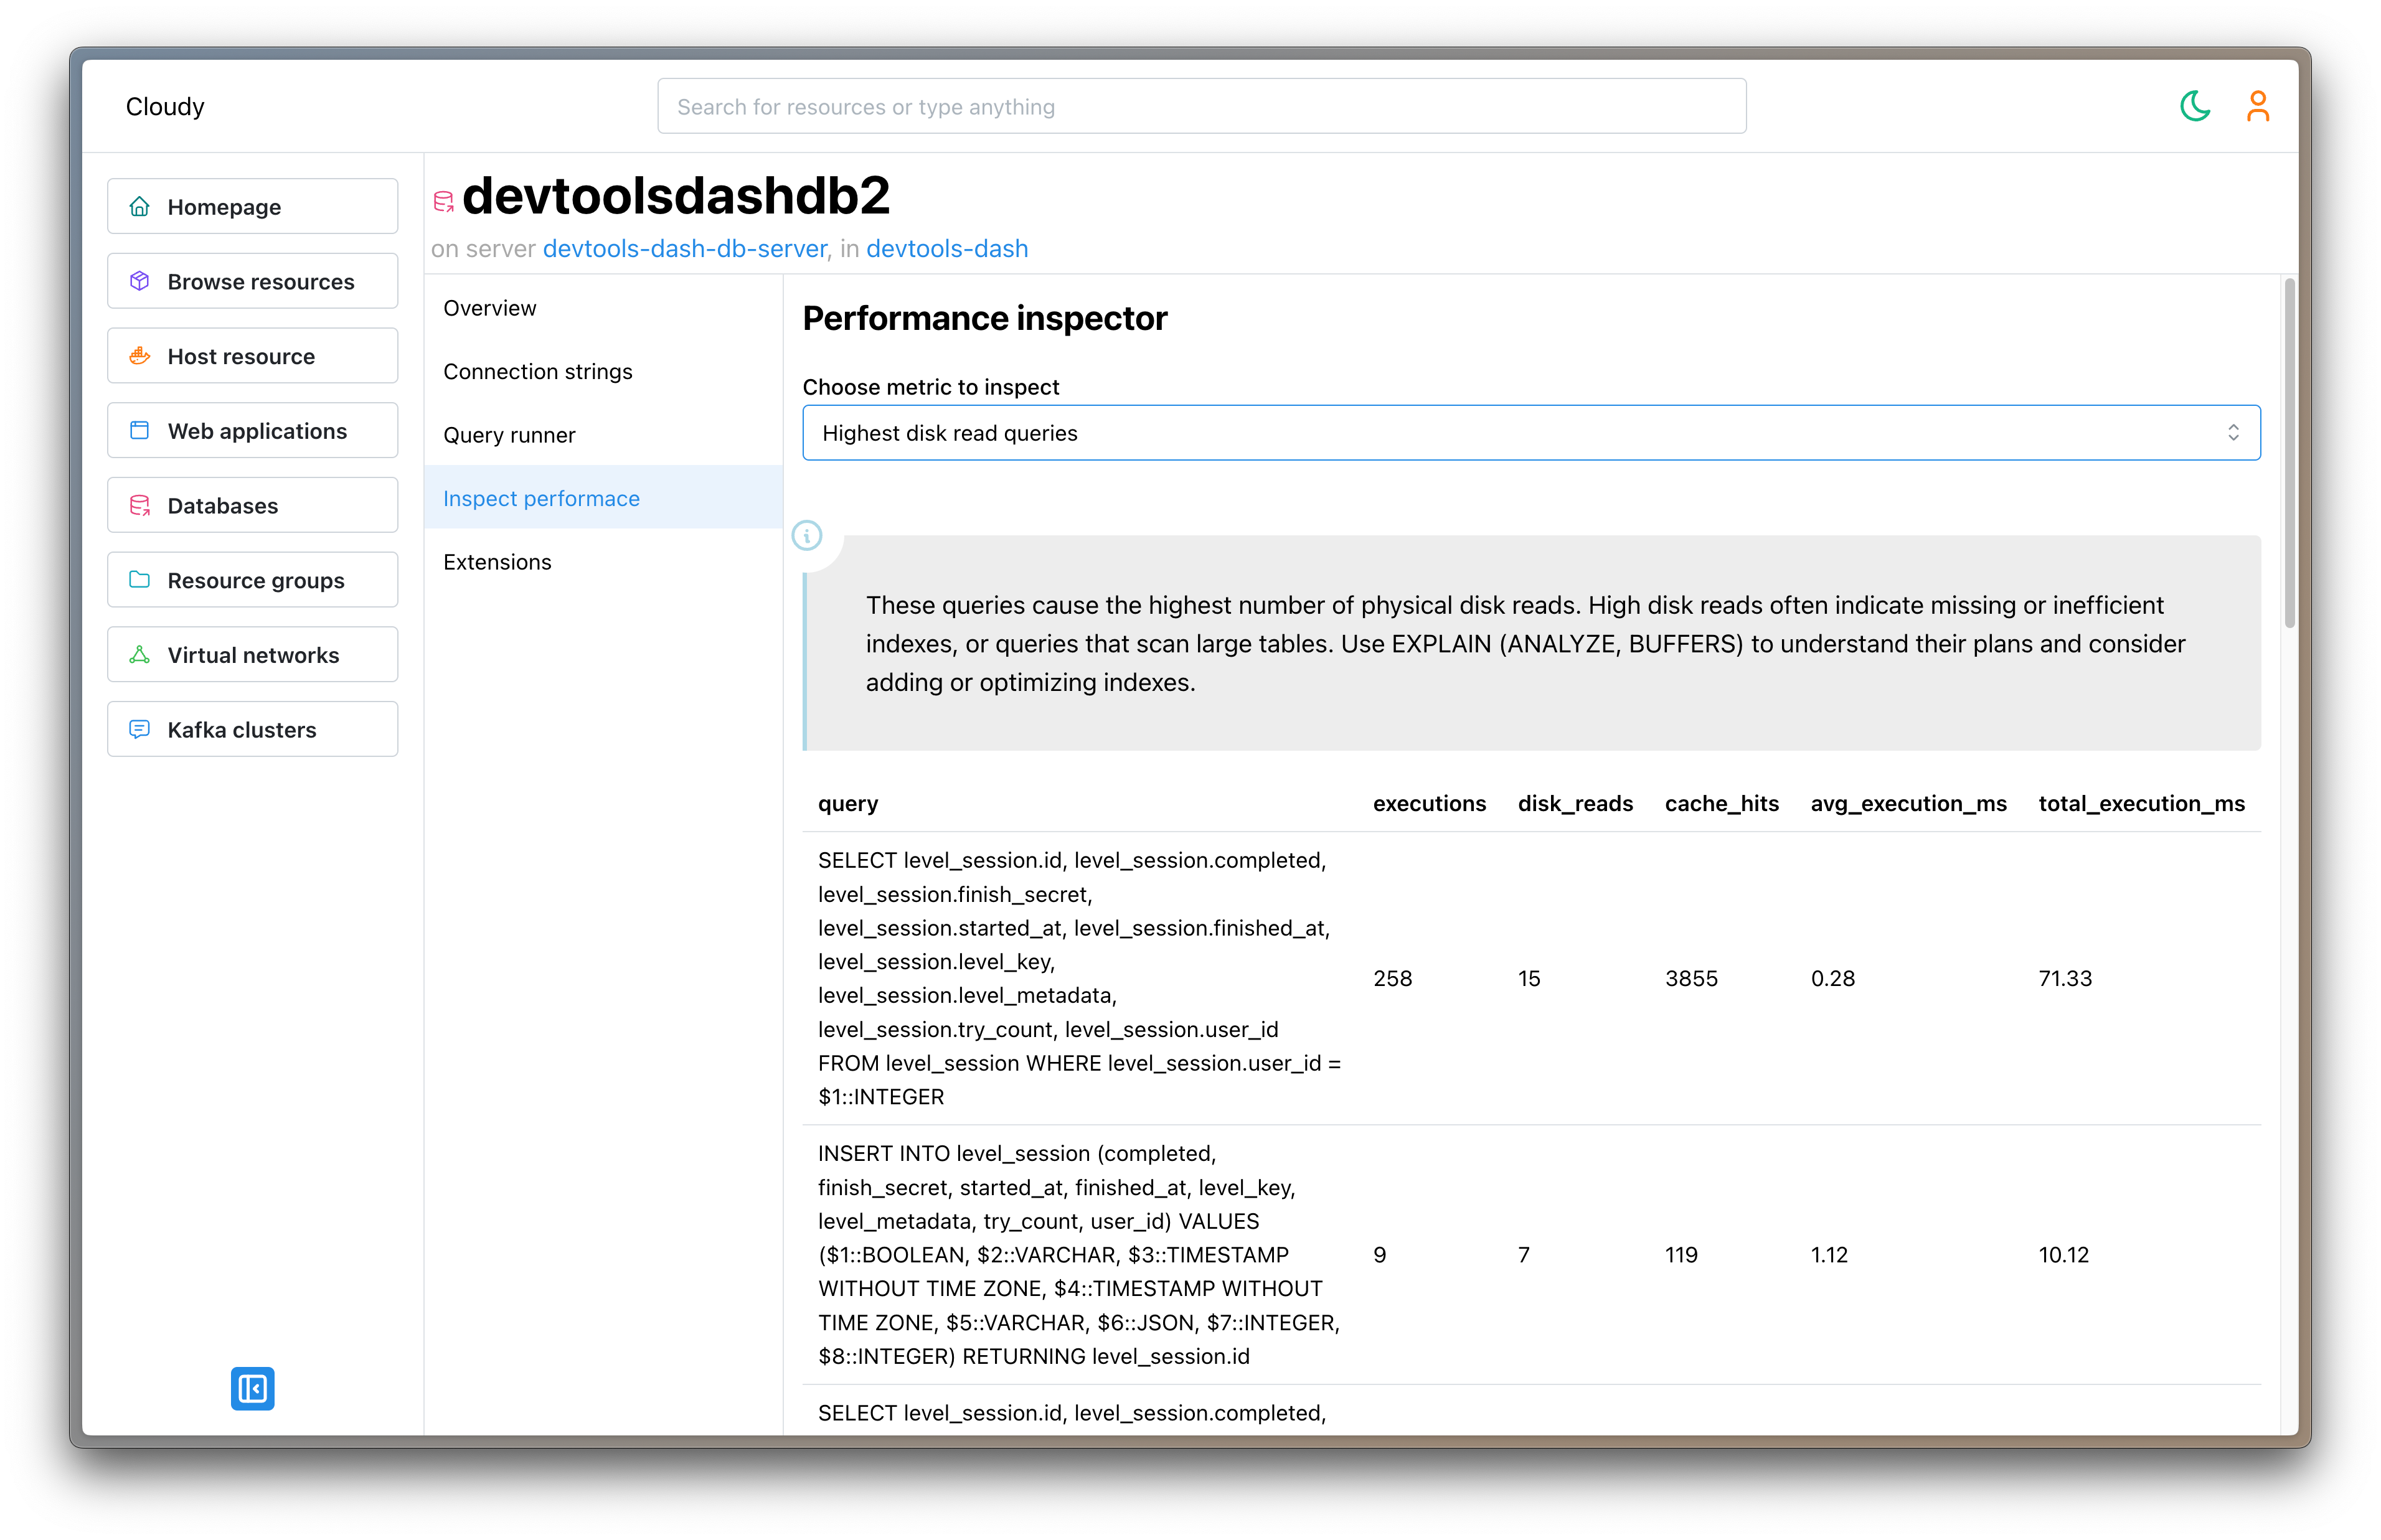 Cloudy
Search for resources or type anything
Homepage
Browse resources
Host resource
Web applications
Databases
Resource groups
Virtual networks
Kafka clusters
devtoolsdashdb2
on server devtools-dash-db-server, in devtools-dash
Overview
Connection strings
Query runner
Inspect performace
Extensions
Performance inspector
Choose metric to inspect
Highest disk read queries
These queries cause the highest number of physical disk reads. High disk reads often indicate missing or inefficient
indexes, or queries that scan large tables. Use EXPLAIN (ANALYZE, BUFFERS) to understand their plans and consider
adding or optimizing indexes.
query executions disk_reads cache_hits avg_execution_ms total_execution_ms
SELECT level_session.id, level_session.completed,
level_session.finish_secret,
level_session.started_at, level_session.finished_at,
level_session.level_key,
level_session.level_metadata,
level_session.try_count, level_session.user_id
FROM level_session WHERE level_session.user_id =
$1::INTEGER
258 15 3855 0.28 71.33
INSERT INTO level_session (completed,
finish_secret, started_at, finished_at, level_key,
level_metadata, try_count, user_id) VALUES
($1::BOOLEAN, $2::VARCHAR, $3::TIMESTAMP
WITHOUT TIME ZONE, $4::TIMESTAMP WITHOUT
TIME ZONE, $5::VARCHAR, $6::JSON, $7::INTEGER,
$8::INTEGER) RETURNING level_session.id
9 7 119 1.12 10.12
SELECT level_session.id, level_session.completed,